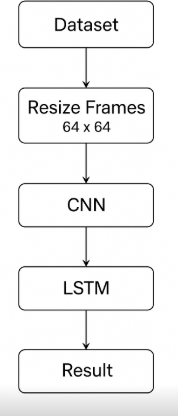 Dataset
Resize Frames
64 x 64
CNN
LSTM
Result